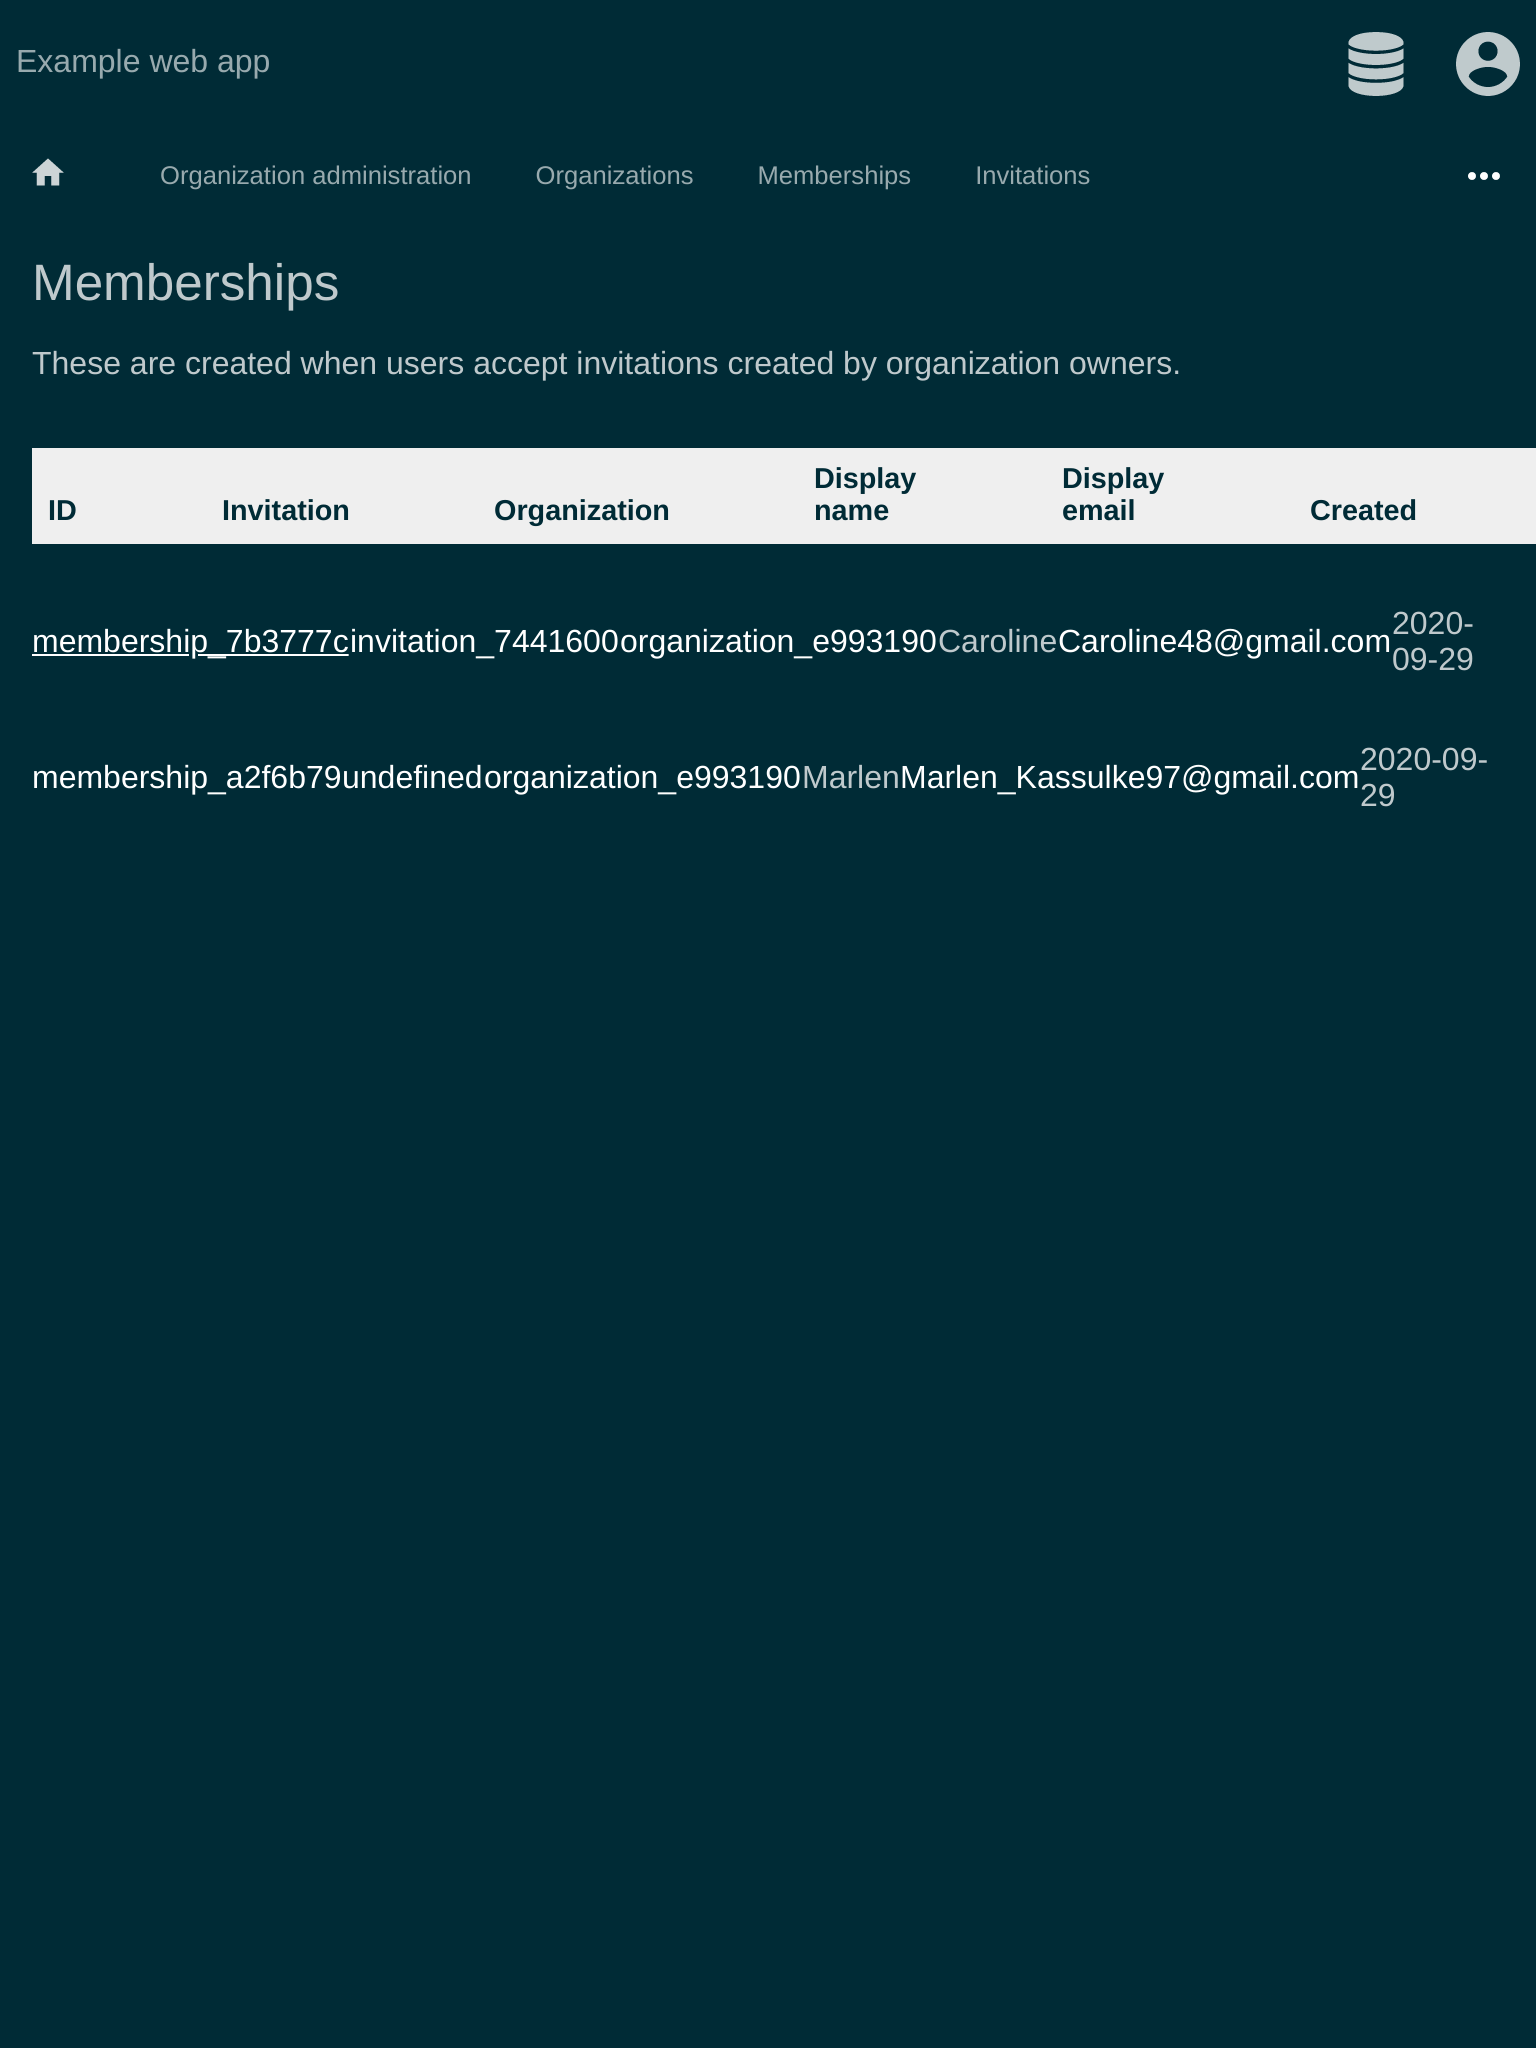 Example web app
Organization administration Organizations Memberships Invitations
Memberships
These are created when users accept invitations created by organization owners.
ID Invitation Organization Display name Display email Created
membership_7b3777c invitation_7441600 organization_e993190 Caroline Caroline48@gmail.com 2020-09-29
membership_a2f6b79 undefined organization_e993190 Marlen Marlen_Kassulke97@gmail.com 2020-09-29